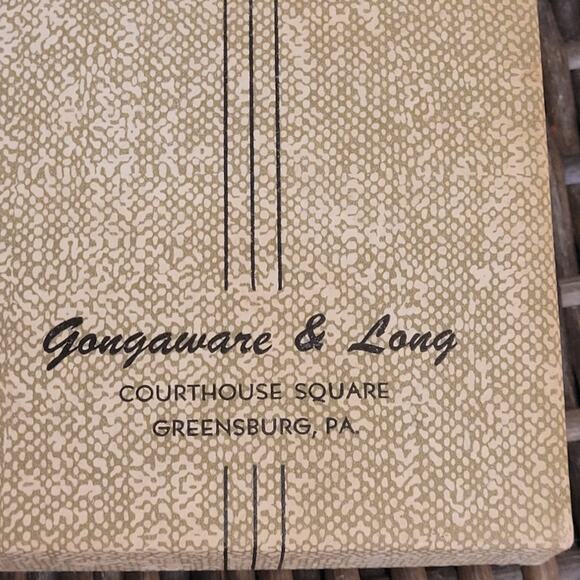 Gongaware & Long
COURTHOUSE SQUARE
GREENSBURG, PA.